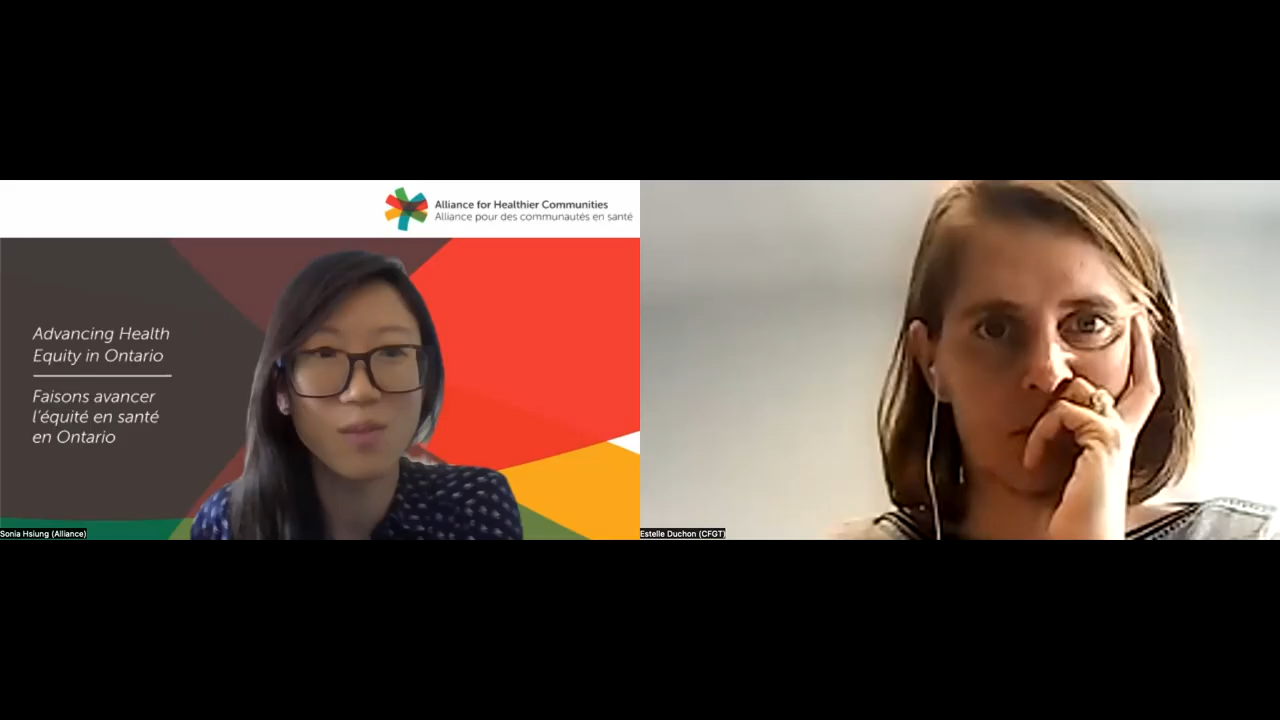 Alliance for Healthier Communities
Alliance pour des communautés en santé
Advancing Health
Equity in Ontario
Faisons avancer
l'équité en santé
en Ontario
Sonia Hsiung (Alliance)
Estelle Duchon (CFGT)